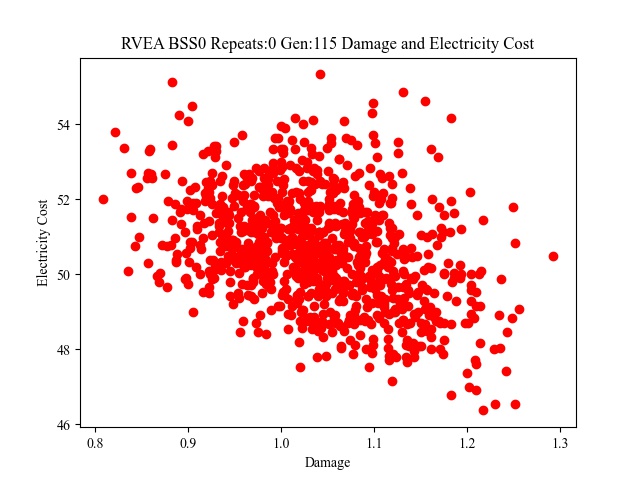 RVEA BSS0 Repeats:0 Gen:115 Damage and Electricity Cost
54
52
50
48
46
Electricity Cost
0.8 0.9 1.0 1.1 1.2 1.3
Damage